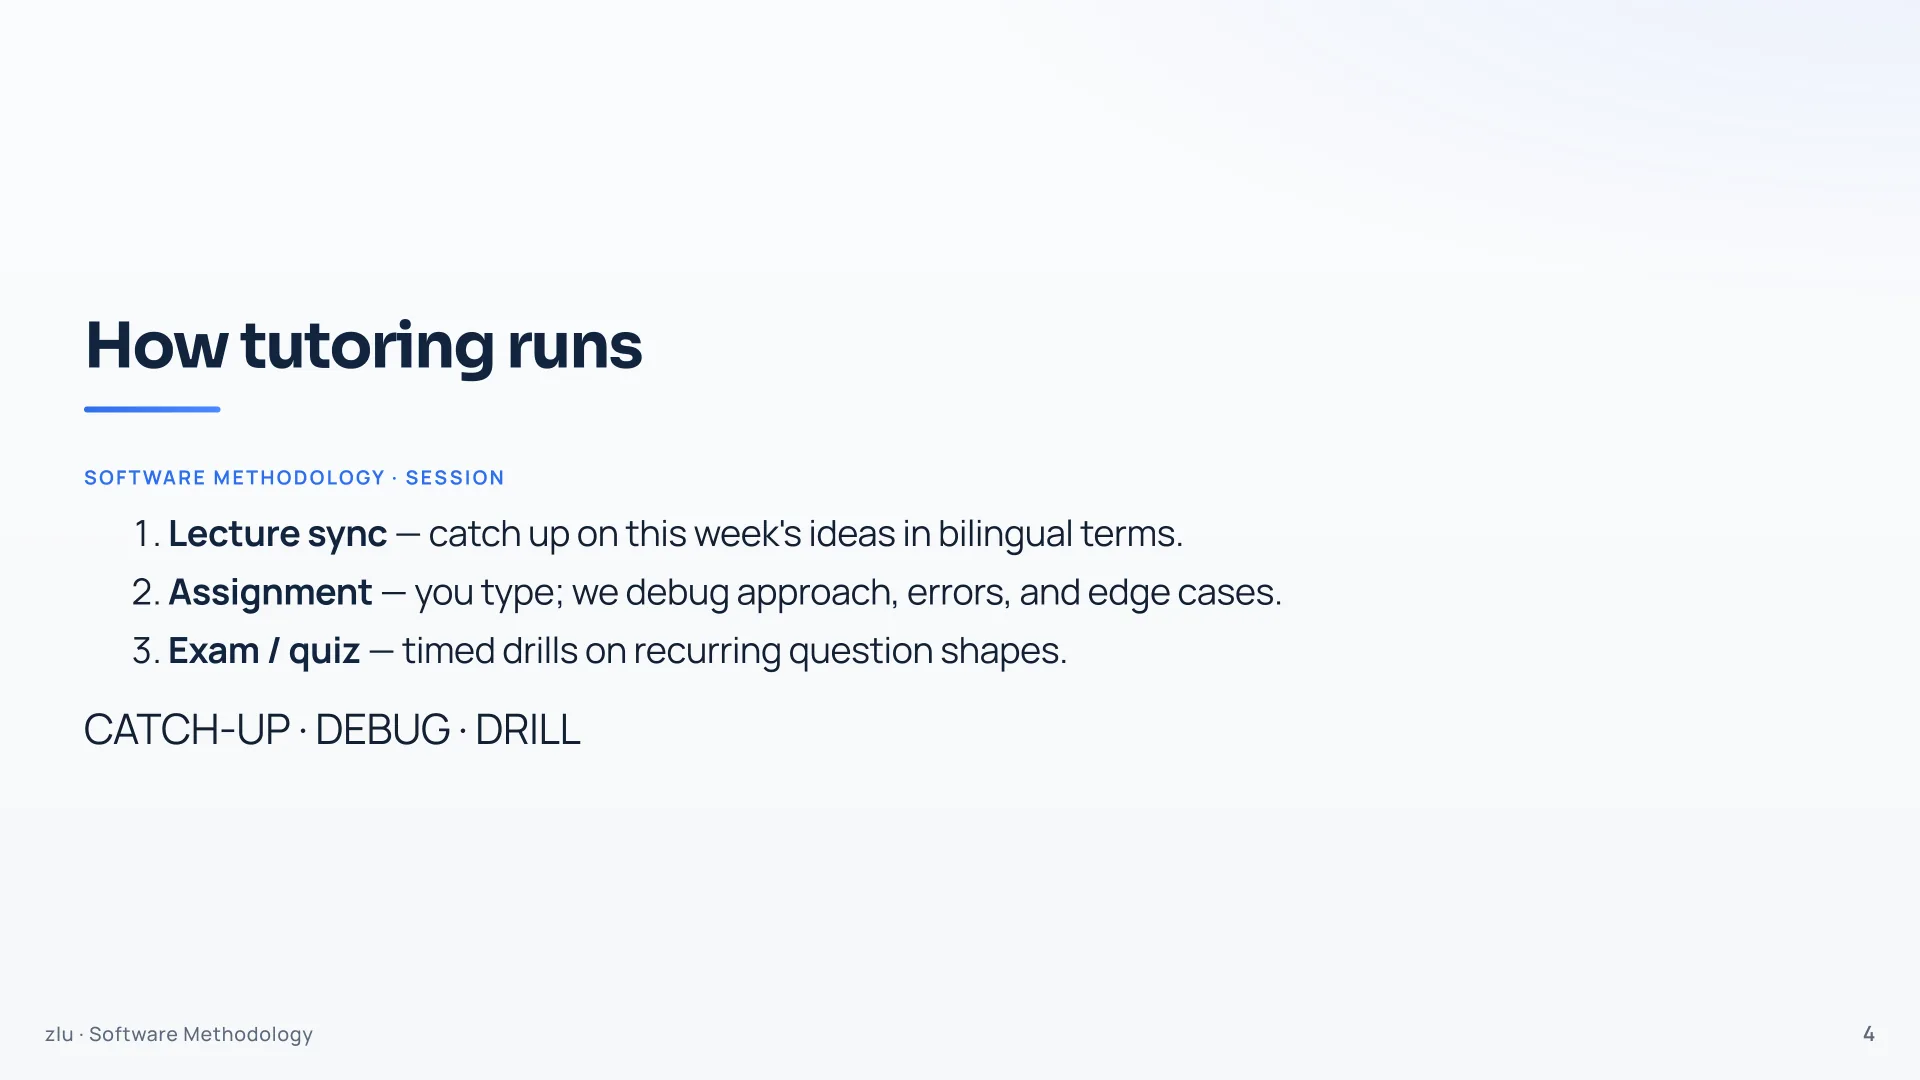 How tutoring runs
SOFTWARE METHODOLOGY · SESSION
1. Lecture sync — catch up on this week's ideas in bilingual terms.
2. Assignment — you type; we debug approach, errors, and edge cases.
3. Exam / quiz — timed drills on recurring question shapes.
CATCH-UP · DEBUG · DRILL
zlu · Software Methodology
4